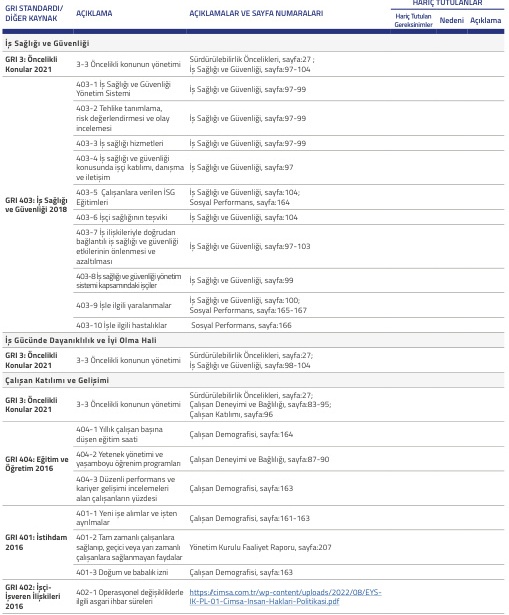 GRI STANDARDI/
DİĞER KAYNAK
AÇIKLAMA
AÇIKLAMALAR VE SAYFA NUMARALARI
HARİÇ TUTULANLAR
Hariç Tutulan
Gereksinimler
Nedeni
Açıklama
İş Sağlığı ve Güvenliği
GRI 3: Öncelikli
Konular 2021
3-3 Öncelikli konunun yönetimi
Sürdürülebilirlik Öncelikleri, sayfa:27 ;
İş Sağlığı ve Güvenliği, sayfa:97-104
GRI 403: İş Sağlığı
ve Güvenliği 2018
403-1 İş Sağlığı ve Güvenliği
Yönetim Sistemi
İş Sağlığı ve Güvenliği, sayfa:97-99
403-2 Tehlike tanımlama,
risk değerlendirmesi ve olay
incelemesi
İş Sağlığı ve Güvenliği, sayfa:97-99
403-3 İş sağlığı hizmetleri
İş Sağlığı ve Güvenliği, sayfa:97-99
403-4 İş sağlığı ve güvenliği
konusunda işçi katılımı, danışma
ve iletişim
İş Sağlığı ve Güvenliği, sayfa:97
403-5 Çalışanlara verilen İSG
Eğitimleri
İş Sağlığı ve Güvenliği, sayfa:104;
Sosyal Performans, sayfa:164
403-6 İşçi sağlığının teşviki
İş Sağlığı ve Güvenliği, sayfa:104
403-7 İş ilişkileriyle doğrudan
bağlantılı iş sağlığı ve güvenliği
etkilerinin önlenmesi ve
azaltılması
İş Sağlığı ve Güvenliği, sayfa:97-103
403-8 İş sağlığı ve güvenliği yönetim
sistemi kapsamındaki işçiler
İş Sağlığı ve Güvenliği, sayfa:99
403-9 İşle ilgili yaralanmalar
İş Sağlığı ve Güvenliği, sayfa:100;
Sosyal Performans, sayfa:165-167
403-10 İşle ilgili hastalıklar
Sosyal Performans, sayfa:166
İş Gücünde Dayanıklılık ve İyi Olma Hali
GRI 3: Öncelikli
Konular 2021
3-3 Öncelikli konunun yönetimi
Sürdürülebilirlik Öncelikleri, sayfa:27;
İş Sağlığı ve Güvenliği, sayfa:98-104
Çalışan Katılımı ve Gelişimi
GRI 3: Öncelikli
Konular 2021
3-3 Öncelikli konunun yönetimi
Sürdürülebilirlik Öncelikleri, sayfa:27;
Çalışan Deneyimi ve Bağlılığı, sayfa:83-95;
Çalışan Katılımı, sayfa:96
GRI 404: Eğitim ve
Öğretim 2016
404-1 Yıllık çalışan başına
düşen eğitim saati
Çalışan Demografisi, sayfa:164
404-2 Yetenek yönetimi ve
yaşamboyu öğrenim programları
Çalışan Deneyimi ve Bağlılığı, sayfa:87-90
404-3 Düzenli performans ve
kariyer gelişimi incelemeleri
alan çalışanların yüzdesi
Çalışan Demografisi, sayfa:163
GRI 401: İstihdam
2016
401-1 Yeni işe alımlar ve işten
ayrılmalar
Çalışan Demografisi, sayfa:161-163
401-2 Tam zamanlı çalışanlara
sağlanıp, geçici veya yarı zamanlı
çalışanlara sağlanmayan faydalar
Yönetim Kurulu Faaliyet Raporu, sayfa:207
401-3 Doğum ve babalık izni
Çalışan Demografisi, sayfa:163
GRI 402: İşçi-
İşveren İlişkileri
2016
402-1 Operasyonel değişikliklerle
ilgili asgari ihbar süreleri
https://cimsa.com.tr/wp-content/uploads/2022/08/EYS-
IK-PL-01-Cimsa-Insan-Haklari-Politikasi.pdf